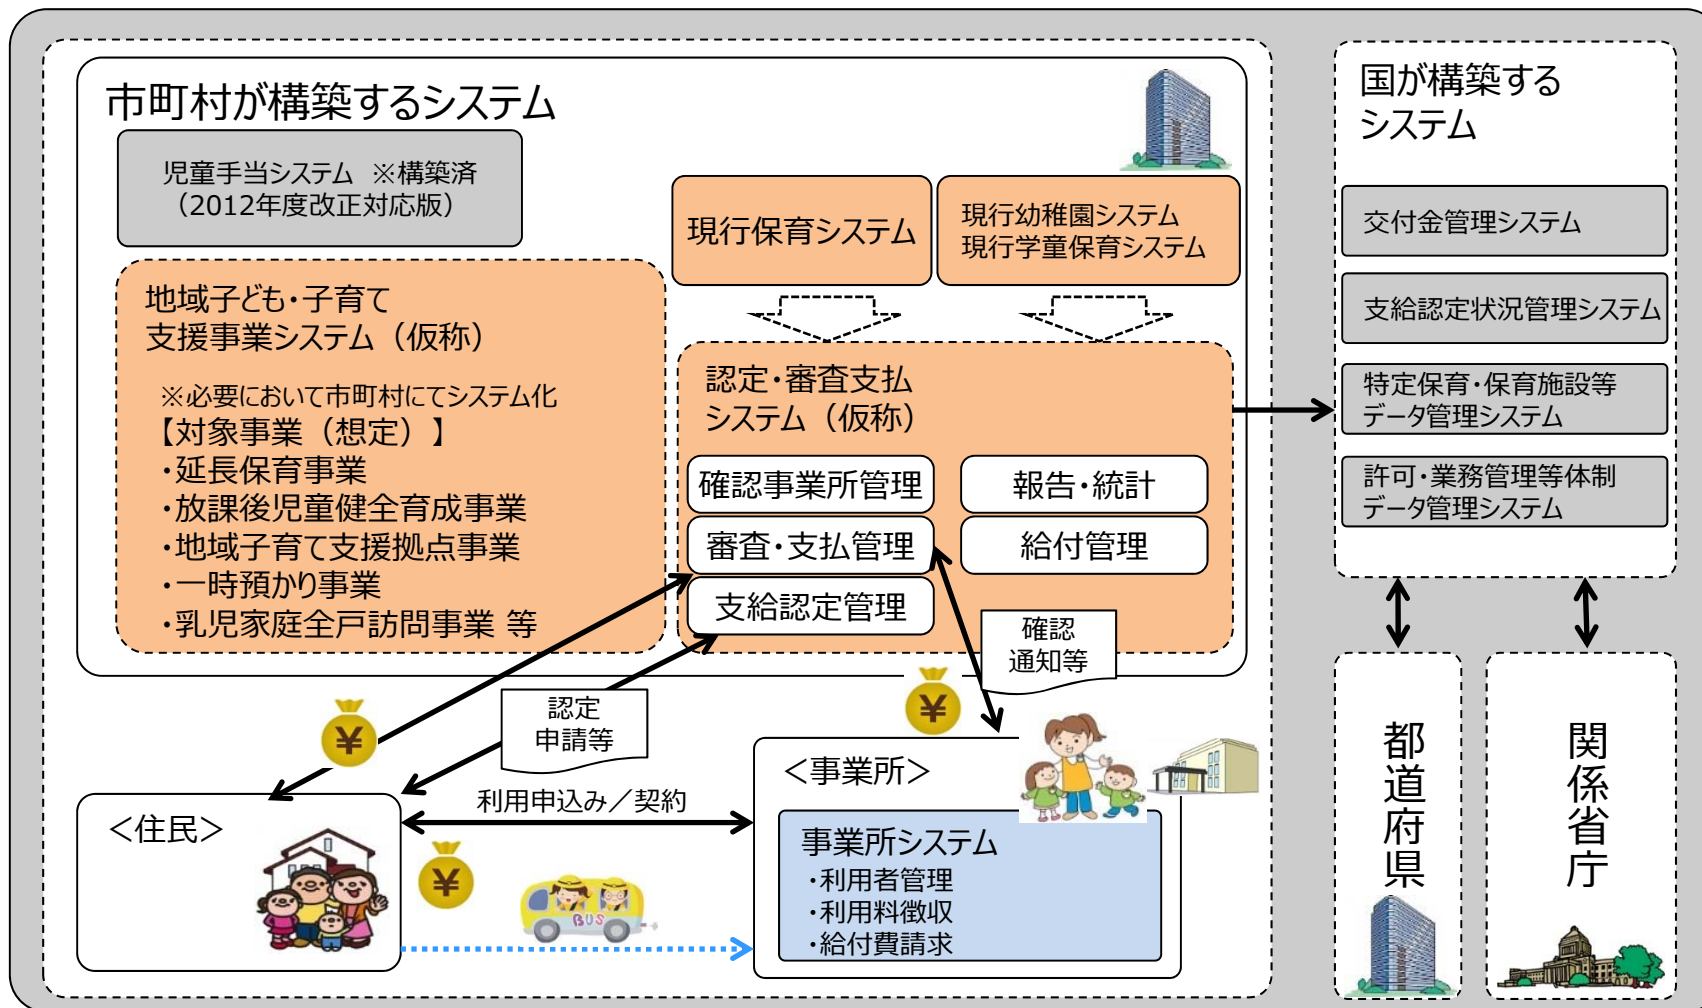 市町村が構築するシステム
児童手当システム ※構築済
（2012年度改正対応版）
現行保育システム
現行幼稚園システム
現行学童保育システム
地域子ども・子育て
支援事業システム（仮称）
※必要において市町村にてシステム化
【対象事業（想定）】
・延長保育事業
・放課後児童健全育成事業
・地域子育て支援拠点事業
・一時預かり事業
・乳児家庭全戸訪問事業 等
認定・審査支払
システム（仮称）
確認事業所管理
報告・統計
審査・支払管理
給付管理
支給認定管理
確認
通知等
認定
申請等
¥
¥
¥
利用申込み／契約
＜住民＞
BUS
＜事業所＞
事業所システム
・利用者管理
・利用料徴収
・給付費請求
国が構築する
システム
交付金管理システム
支給認定状況管理システム
特定保育・保育施設等
データ管理システム
許可・業務管理等体制
データ管理システム
都道府県
関係省庁